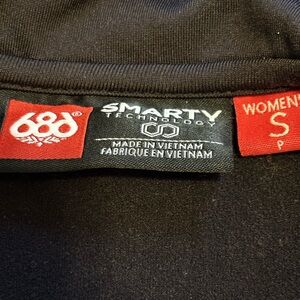 686®
SMARTY
TECHNOLOGY
MADE IN VIETNAM
FABRIQUE EN VIETNAM
WOMEN'S
S
P